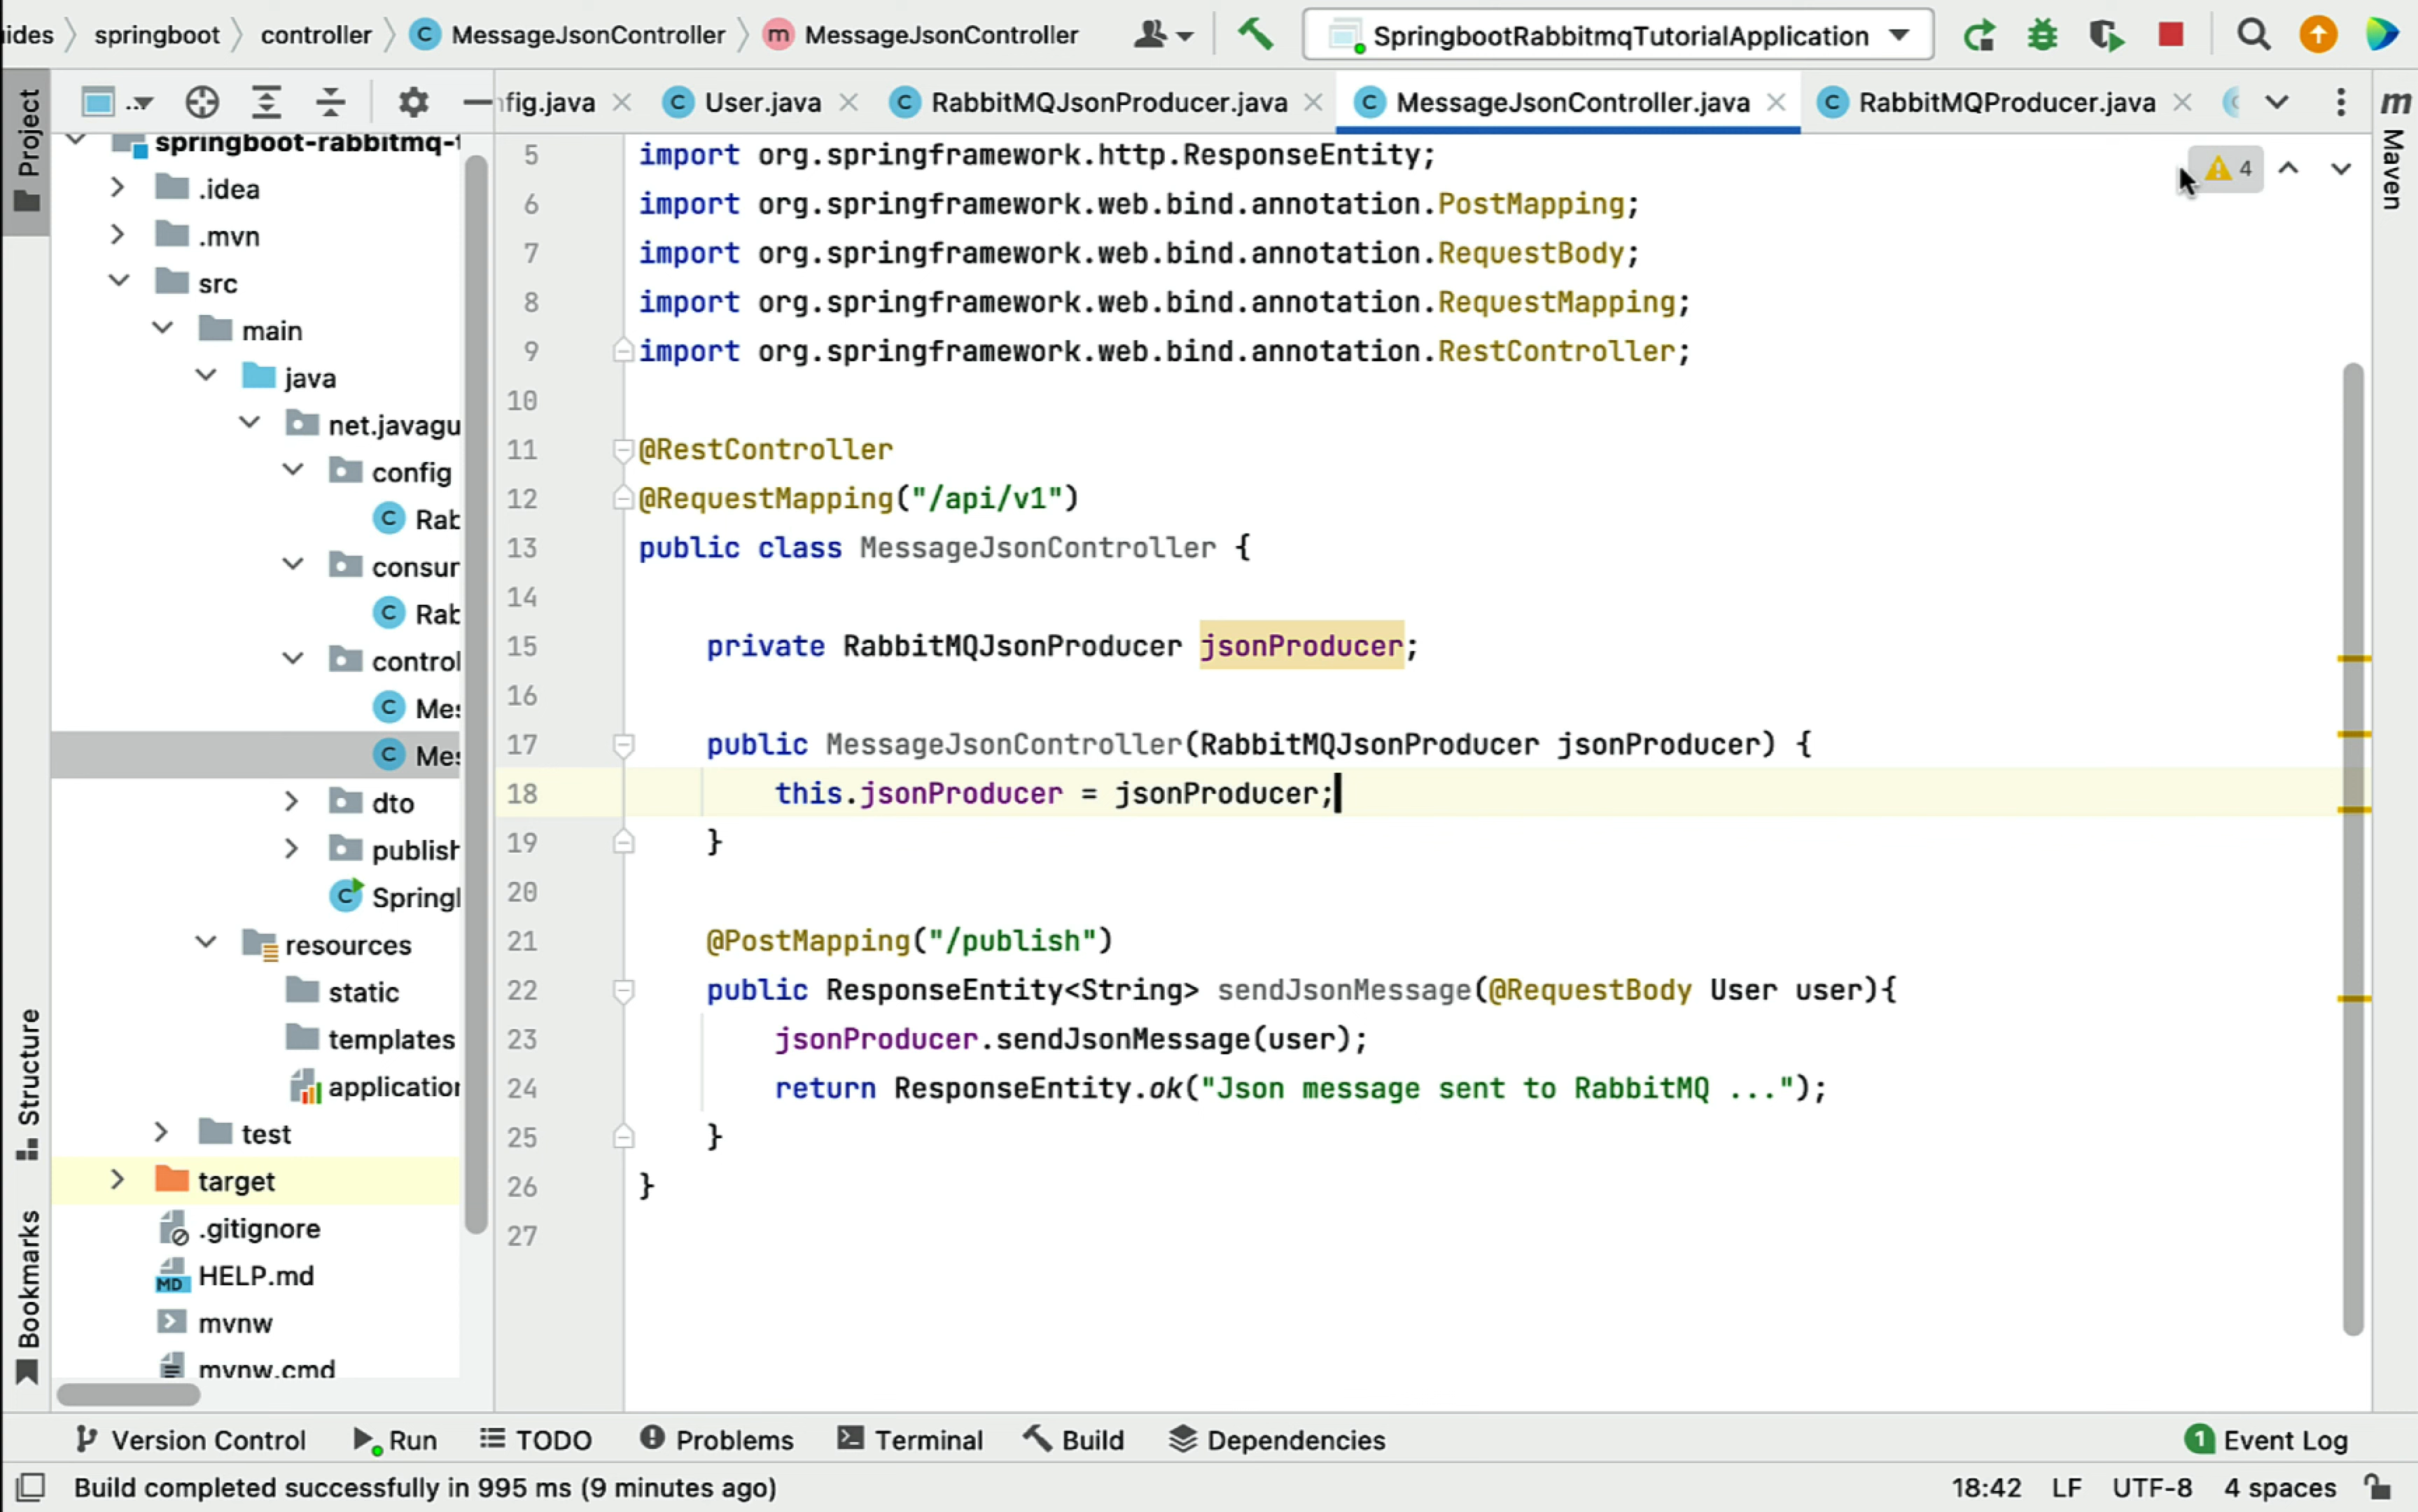 ides springboot controller C MessageJsonController m MessageJsonController SpringbootRabbitmqTutorialApplication
Project
.. nfig.java C User.java C RabbitMQJsonProducer.java C MessageJsonController.java C RabbitMQProducer.java
m Maven
springboot-rabbitmq-
.idea
.mvn
src
main
java
net.javagu
config
C Rab
consur
C Rab
control
C Mes
C Mes
dto
publish
C Springl
resources
static
templates
application
test
target
.gitignore
MD HELP.md
mvnw
mvnw.cmd
Structure
Bookmarks
4
5 import org.springframework.http.ResponseEntity;
6 import org.springframework.web.bind.annotation.PostMapping;
7 import org.springframework.web.bind.annotation.RequestBody;
8 import org.springframework.web.bind.annotation.RequestMapping;
9 import org.springframework.web.bind.annotation.RestController;
10
11 @RestController
12 @RequestMapping("/api/v1")
13 public class MessageJsonController {
14
15 private RabbitMQJsonProducer jsonProducer;
16
17 public MessageJsonController(RabbitMQJsonProducer jsonProducer) {
18 this.jsonProducer = jsonProducer;
19 }
20
21 @PostMapping("/publish")
22 public ResponseEntity<String> sendJsonMessage(@RequestBody User user){
23 jsonProducer.sendJsonMessage(user);
24 return ResponseEntity.ok("Json message sent to RabbitMQ ...");
25 }
26 }
27
Version Control Run TODO Problems Terminal Build Dependencies 1 Event Log
Build completed successfully in 995 ms (9 minutes ago) 18:42 LF UTF-8 4 spaces